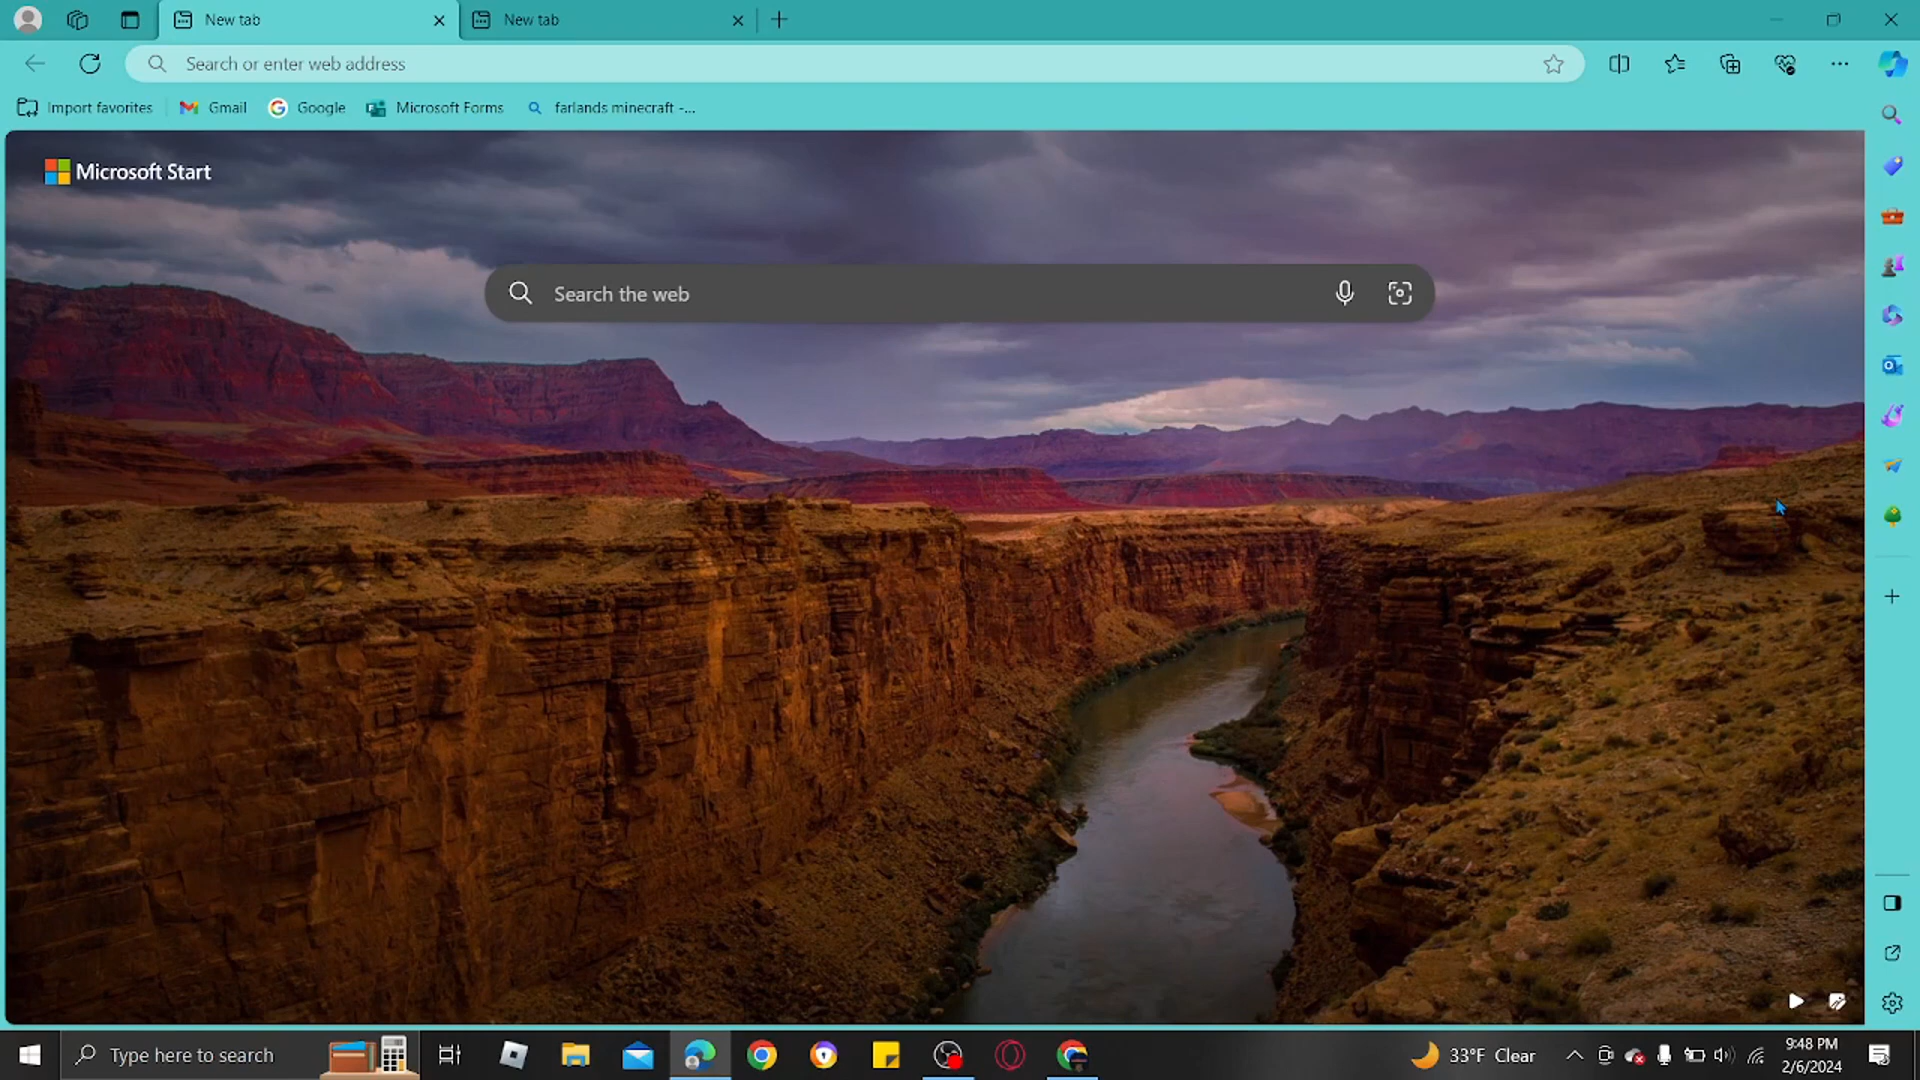 New tab
New tab
Search or enter web address
Import favorites
Gmail
Google
Microsoft Forms
farlands minecraft -...
Microsoft Start
Search the web
Type here to search
33°F Clear
9:48 PM
2/6/2024